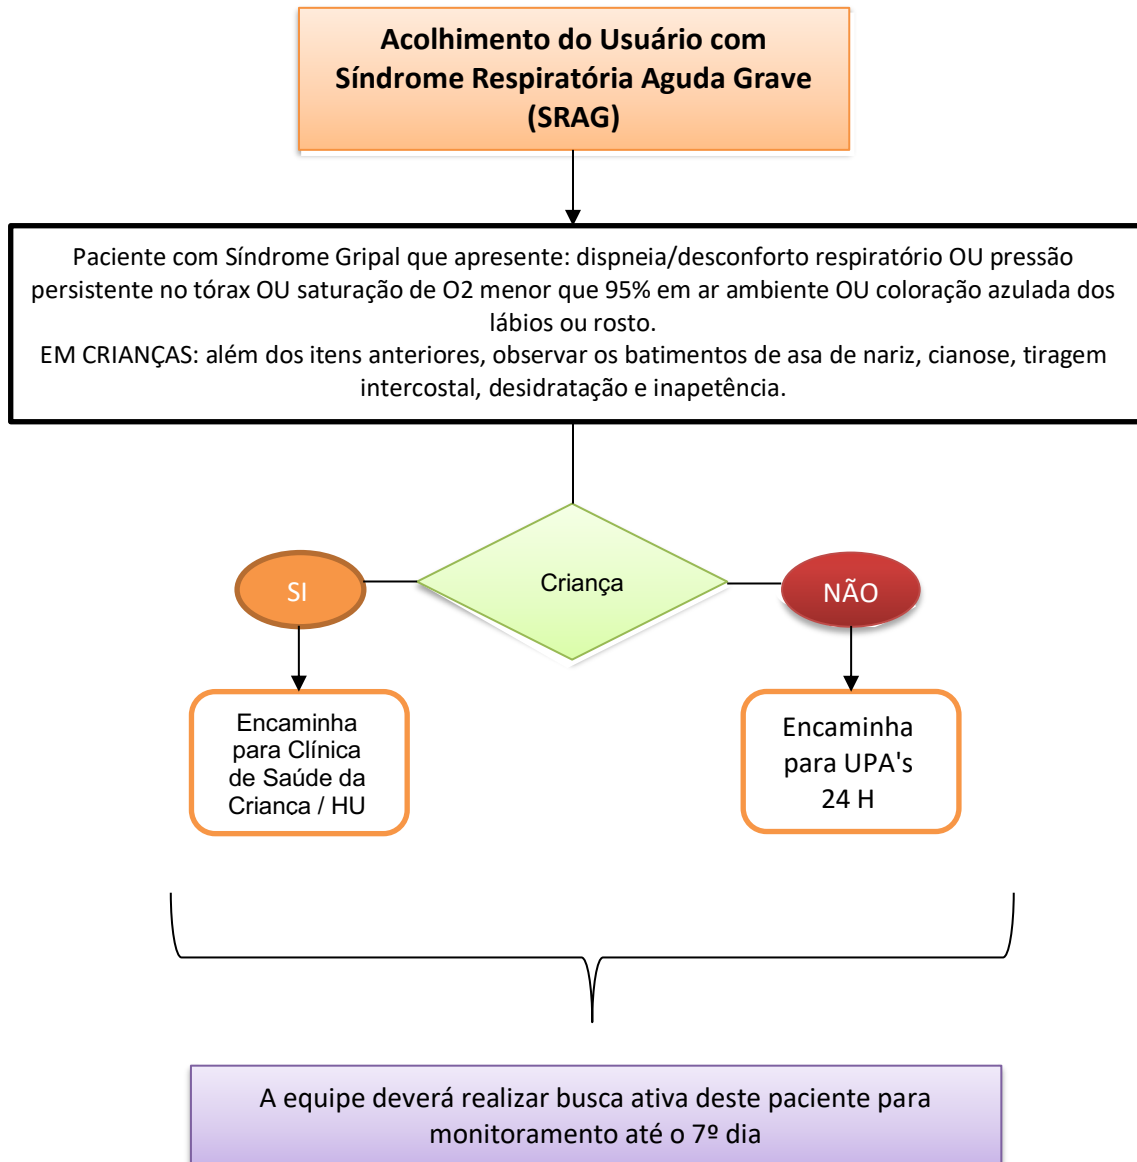 Acolhimento do Usuário com
Síndrome Respiratória Aguda Grave
(SRAG)
Paciente com Síndrome Gripal que apresente: dispneia/desconforto respiratório OU pressão
persistente no tórax OU saturação de O2 menor que 95% em ar ambiente OU coloração azulada dos
lábios ou rosto.
EM CRIANÇAS: além dos itens anteriores, observar os batimentos de asa de nariz, cianose, tiragem
intercostal, desidratação e inapetência.
Criança
SI
NÃO
Encaminha
para Clínica
de Saúde da
Criança / HU
Encaminha
para UPA's
24 H
A equipe deverá realizar busca ativa deste paciente para
monitoramento até o 7º dia